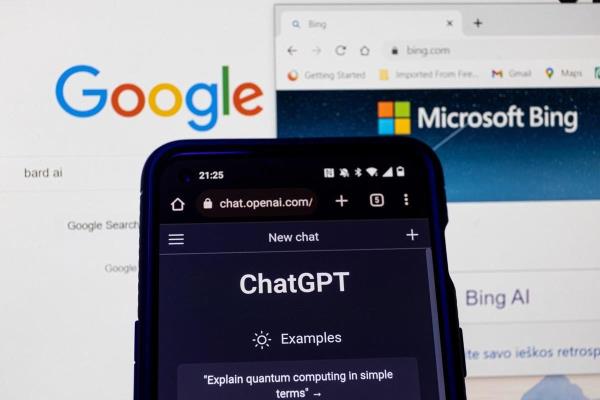 Google
bard ai
Google Search
Google
Bing
bing.com
Getting Started
Imported From Fire...
Gmail
Maps
Microsoft Bing
Bing AI
ite savo ieškos retrosp
21:25
chat.openai.com/
5
New chat
ChatGPT
Examples
"Explain quantum computing in simple
terms" →